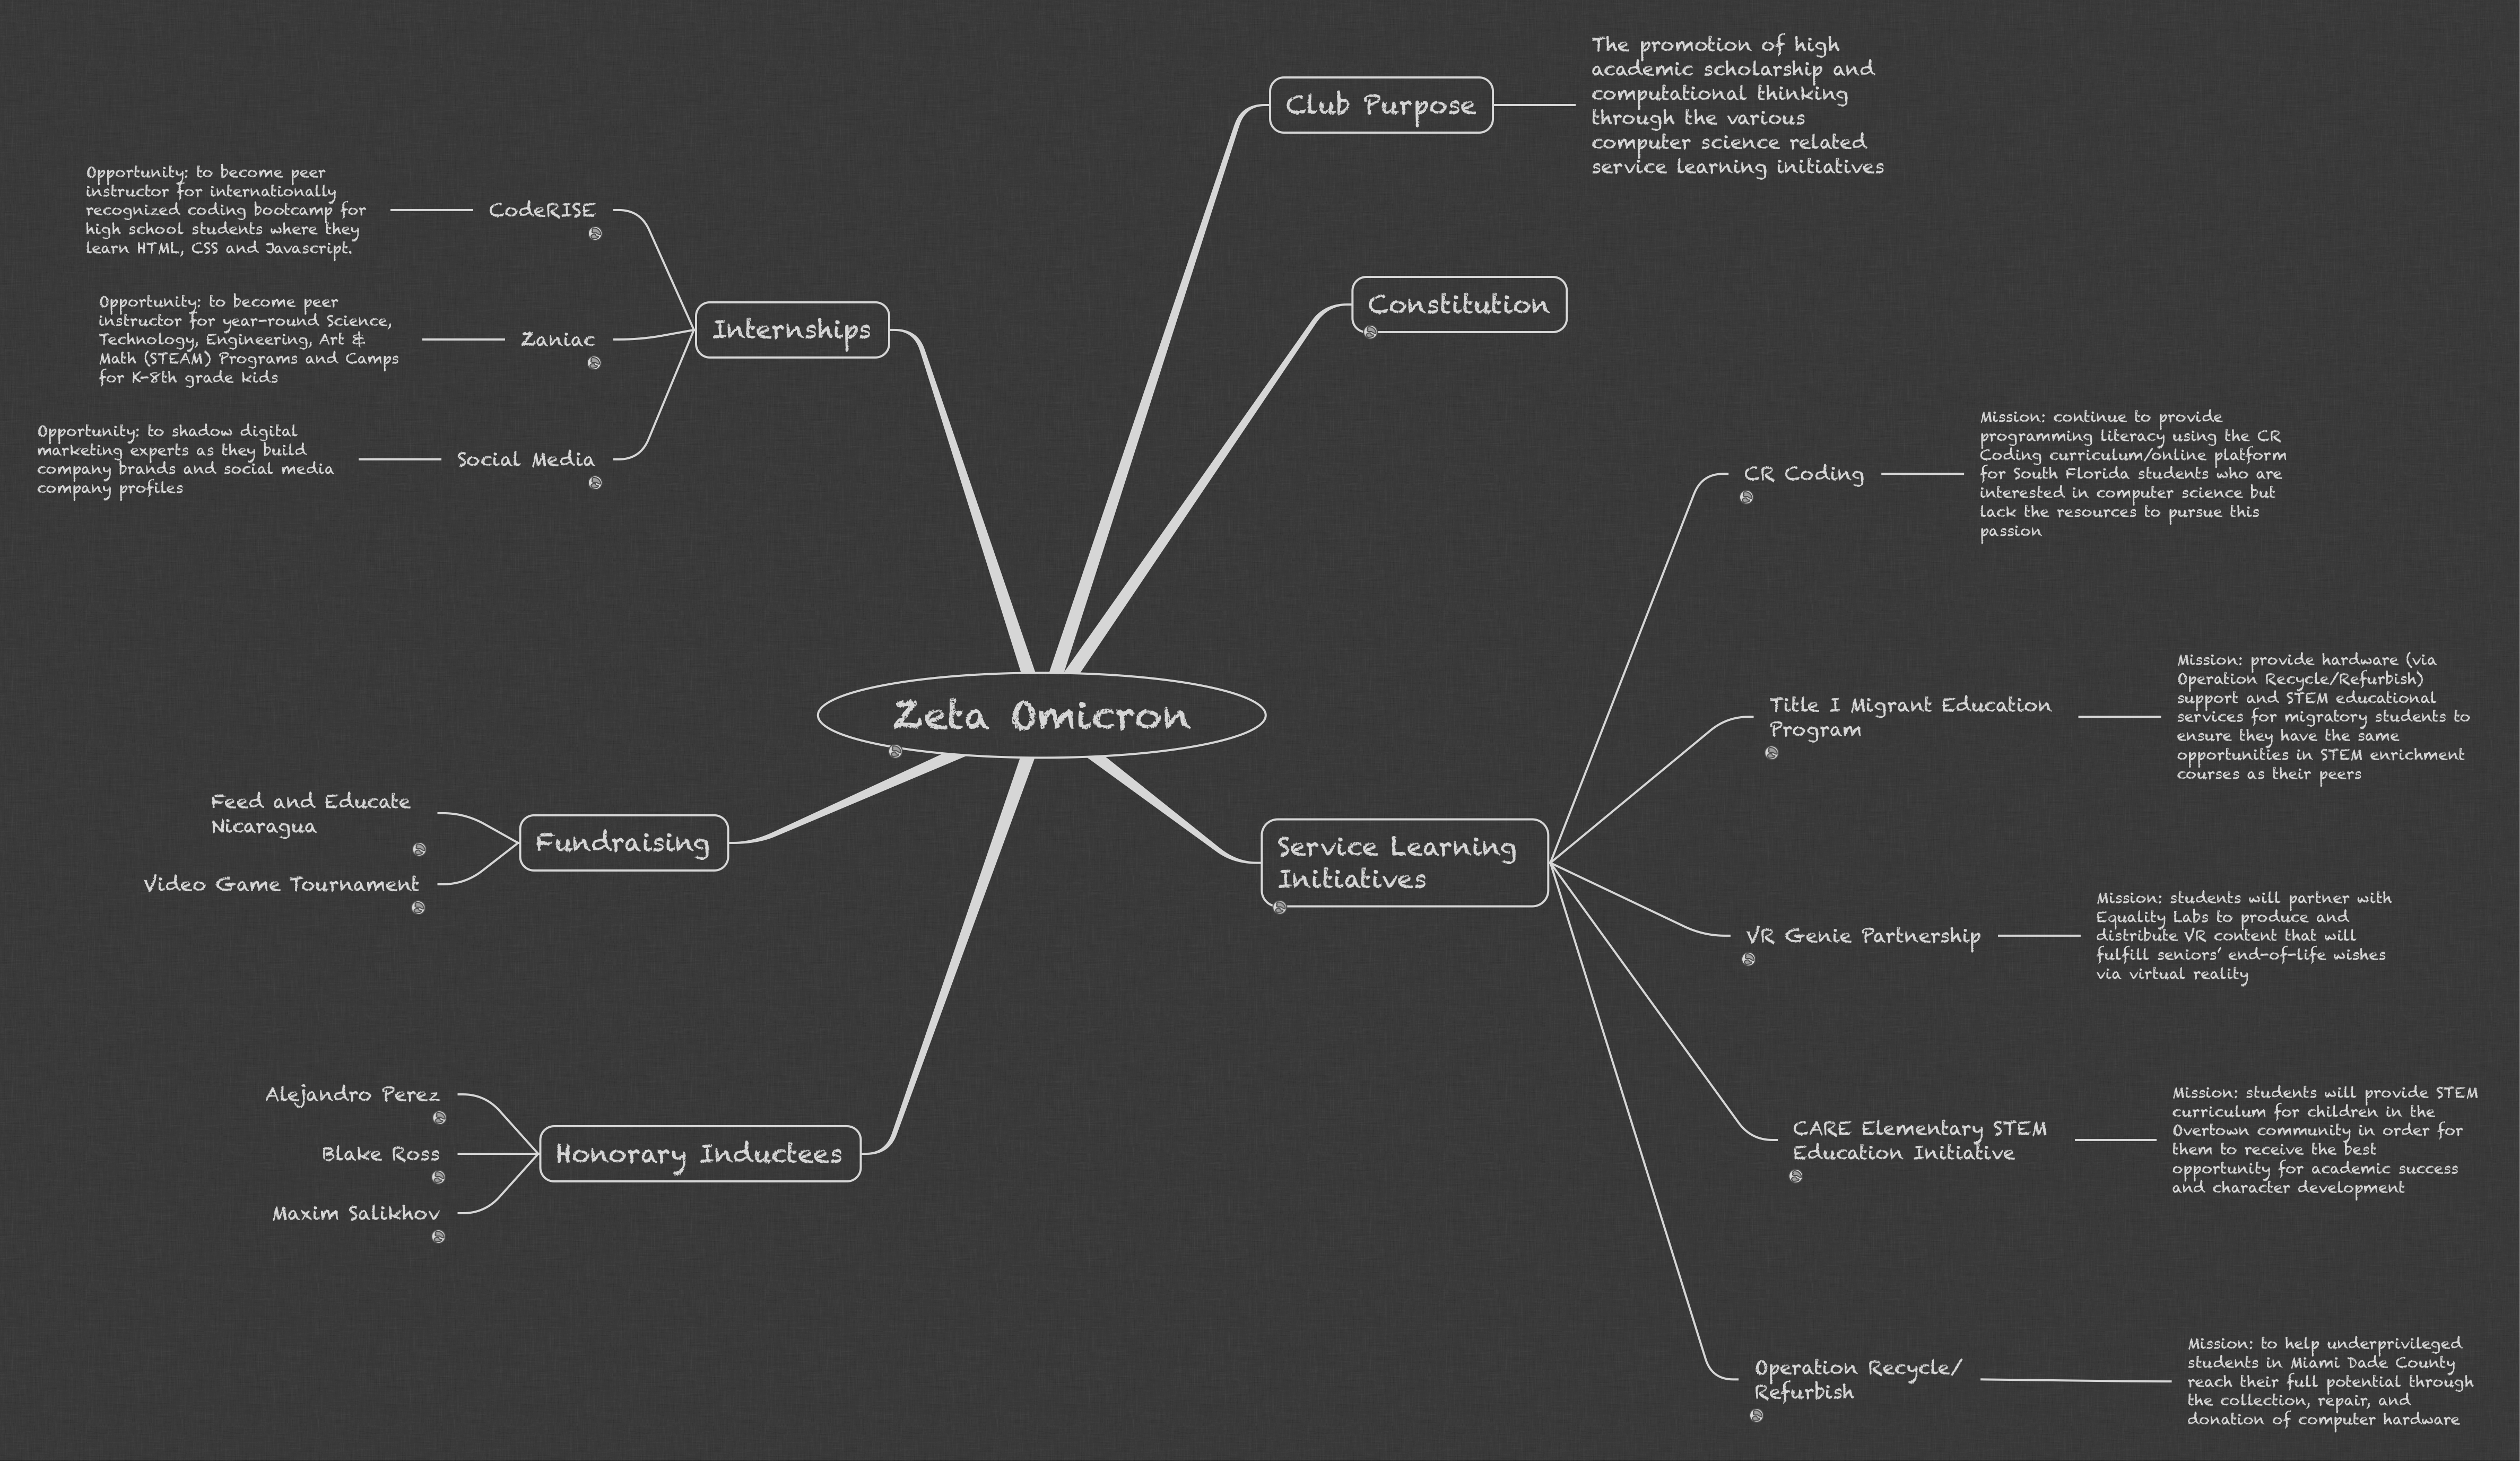 Zeta Omicron
Club Purpose
The promotion of high
academic scholarship and
computational thinking
through the various
computer science related
service learning initiatives
Constitution
Service Learning
Initiatives
CR Coding
Mission: continue to provide
programming literacy using the CR
Coding curriculum/online platform
for South Florida students who are
interested in computer science but
lack the resources to pursue this
passion
Title I Migrant Education
Program
Mission: provide hardware (via
Operation Recycle/Refurbish)
support and STEM educational
services for migratory students to
ensure they have the same
opportunities in STEM enrichment
courses as their peers
VR Genie Partnership
Mission: students will partner with
Equality Labs to produce and
distribute VR content that will
fulfill seniors’ end-of-life wishes
via virtual reality
CARE Elementary STEM
Education Initiative
Mission: students will provide STEM
curriculum for children in the
Overtown community in order for
them to receive the best
opportunity for academic success
and character development
Operation Recycle/
Refurbish
Mission: to help underprivileged
students in Miami Dade County
reach their full potential through
the collection, repair, and
donation of computer hardware
Internships
CodeRISE
Opportunity: to become peer
instructor for internationally
recognized coding bootcamp for
high school students where they
learn HTML, CSS and Javascript.
Zaniac
Opportunity: to become peer
instructor for year-round Science,
Technology, Engineering, Art &
Math (STEAM) Programs and Camps
for K-8th grade kids
Social Media
Opportunity: to shadow digital
marketing experts as they build
company brands and social media
company profiles
Fundraising
Feed and Educate
Nicaragua
Video Game Tournament
Honorary Inductees
Alejandro Perez
Blake Ross
Maxim Salikhov